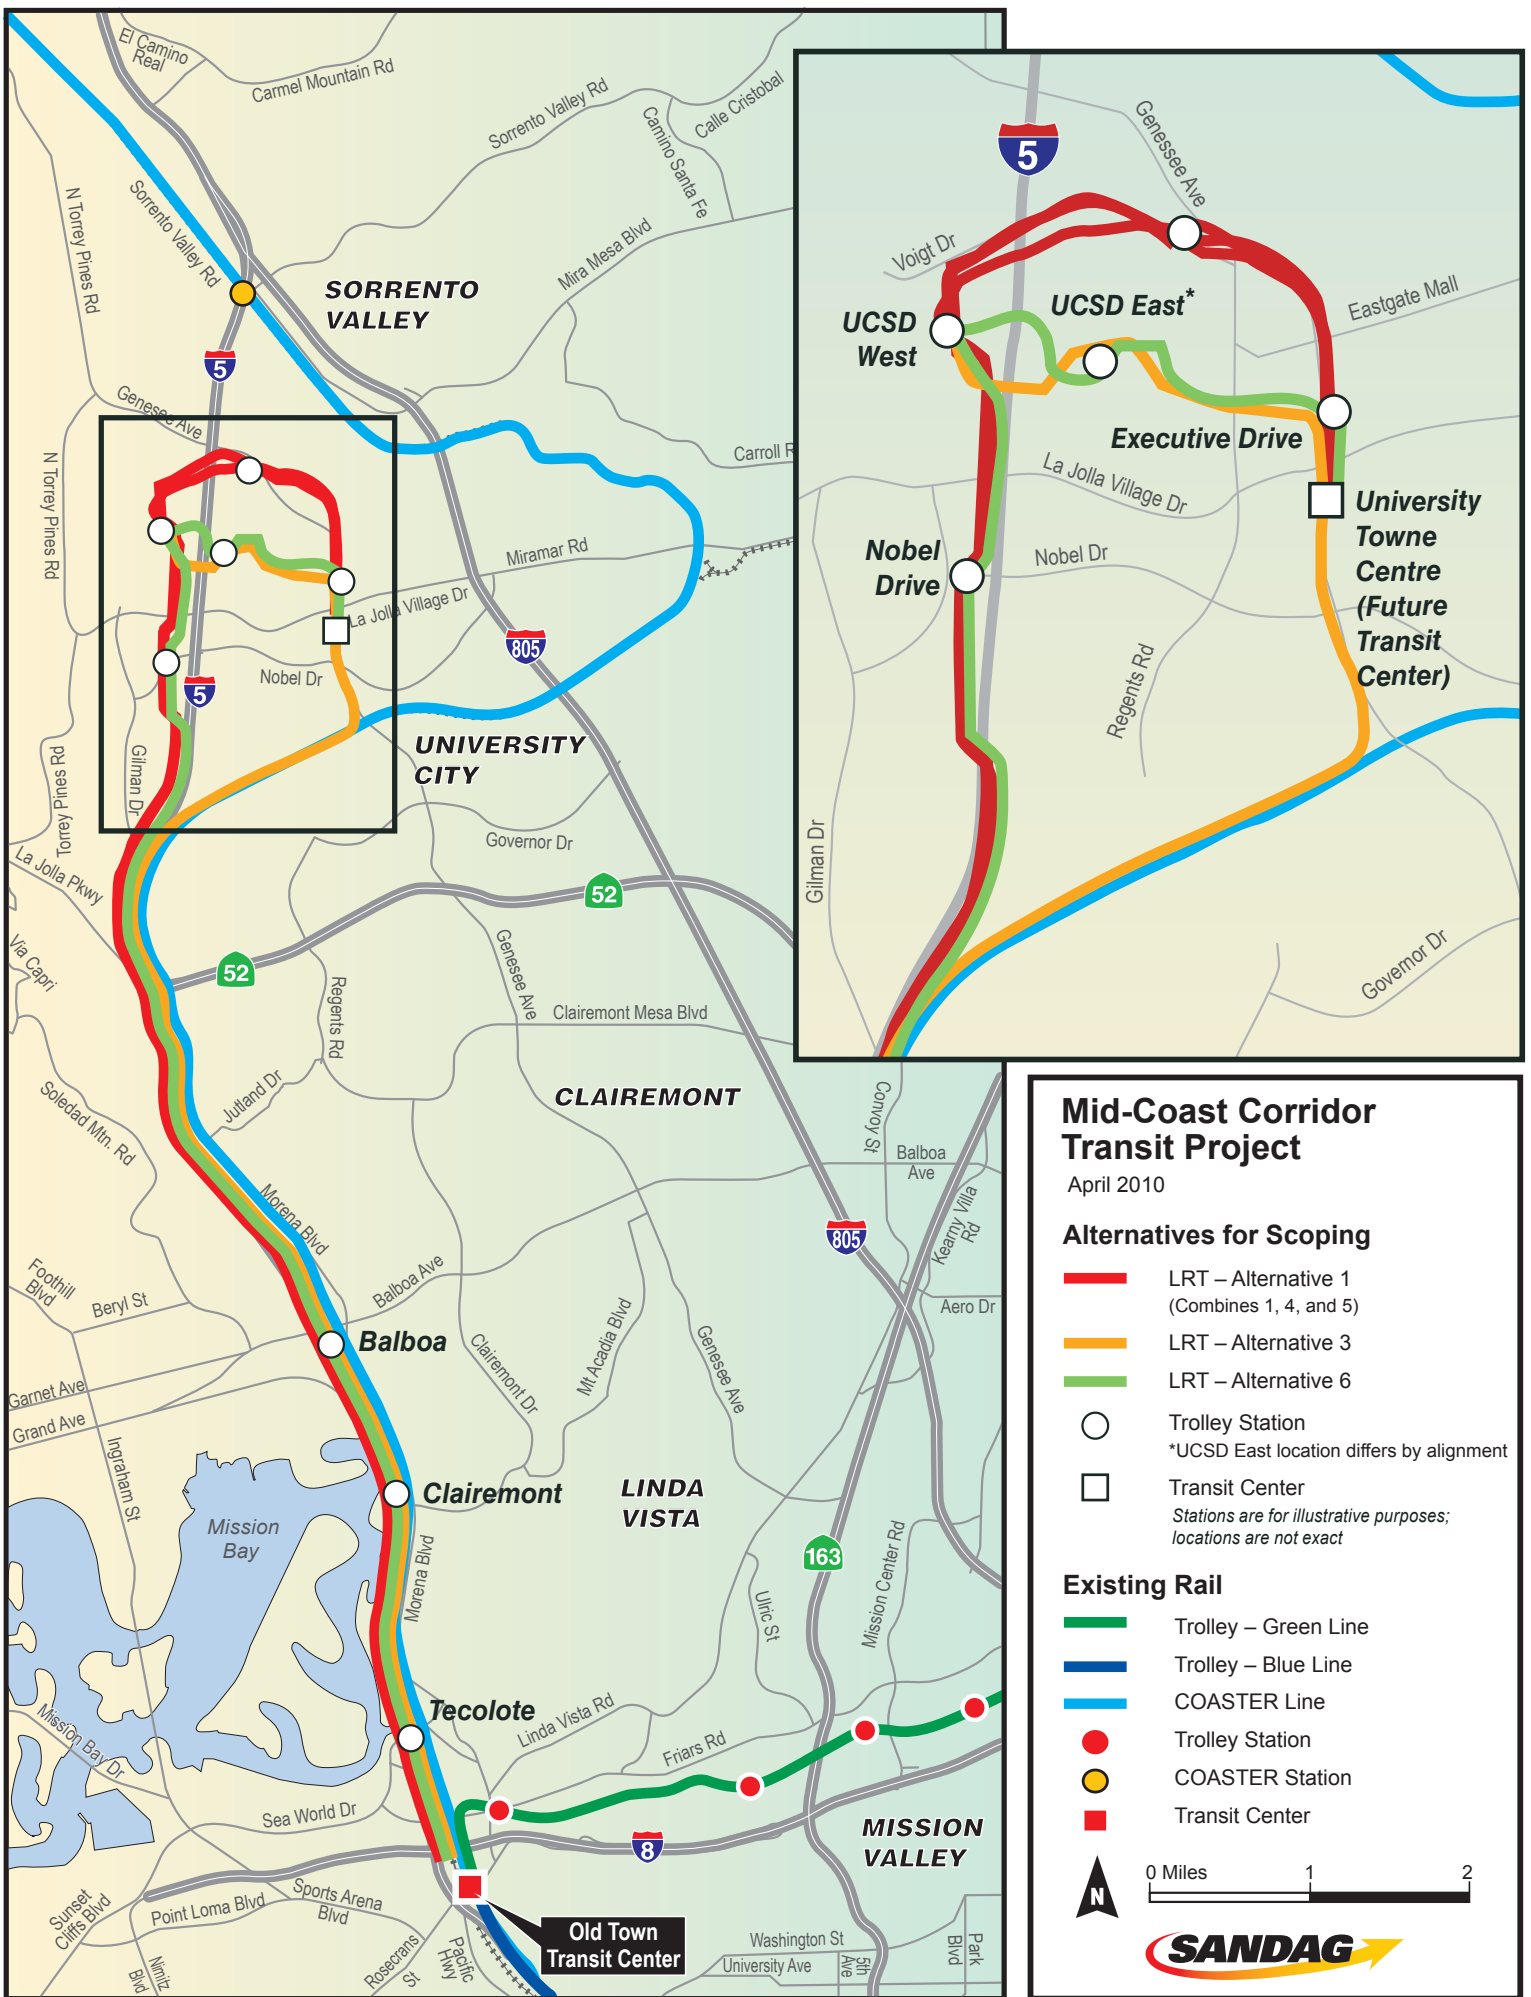 El Camino
Real
Carmel Mountain Rd
Sorrento Valley Rd
Calle Cristobal
Camino Santa Fe
N Torrey Pines Rd
Sorrento Valley Rd
Mira Mesa Blvd
SORRENTO
VALLEY
5
Genesee Ave
Carroll R
N Torrey Pines Rd
Miramar Rd
La Jolla Village Dr
805
Nobel Dr
5
UNIVERSITY
CITY
Torrey Pines Rd
Gilman Dr
Governor Dr
La Jolla Pkwy
52
52
Via Capri
Genesee Ave
Regents Rd
Clairemont Mesa Blvd
CLAIREMONT
Jutland Dr
Soledad Mtn. Rd
Convoy St
Balboa
Ave
Kearny Villa
Rd
Morena Blvd
805
Foothill
Blvd
Beryl St
Balboa Ave
Aero Dr
Balboa
Clairemont Dr
Mt Acadia Blvd
Genesee Ave
Garnet Ave
Grand Ave
Ingraham St
Clairemont
LINDA
VISTA
Mission
Bay
Morena Blvd
163
Mission Center Rd
Ulric St
Tecolote
Linda Vista Rd
Friars Rd
Mission Bay Dr
Sea World Dr
8
MISSION
VALLEY
Sunset
Cliffs Blvd
Point Loma Blvd
Sports Arena
Blvd
Nimitz
Blvd
Rosecrans
St
Pacific
Hwy
Old Town
Transit Center
Washington St
University Ave
5th
Ave
Park
Blvd
5
Genessee Ave
Voigt Dr
UCSD East*
UCSD
West
Eastgate Mall
Executive Drive
La Jolla Village Dr
University
Towne
Centre
(Future
Transit
Center)
Nobel
Drive
Nobel Dr
Regents Rd
Gilman Dr
Governor Dr
Mid-Coast Corridor
Transit Project
April 2010
Alternatives for Scoping
LRT – Alternative 1
(Combines 1, 4, and 5)
LRT – Alternative 3
LRT – Alternative 6
Trolley Station
*UCSD East location differs by alignment
Transit Center
Stations are for illustrative purposes;
locations are not exact
Existing Rail
Trolley – Green Line
Trolley – Blue Line
COASTER Line
Trolley Station
COASTER Station
Transit Center
N
0 Miles 1 2
SANDAG